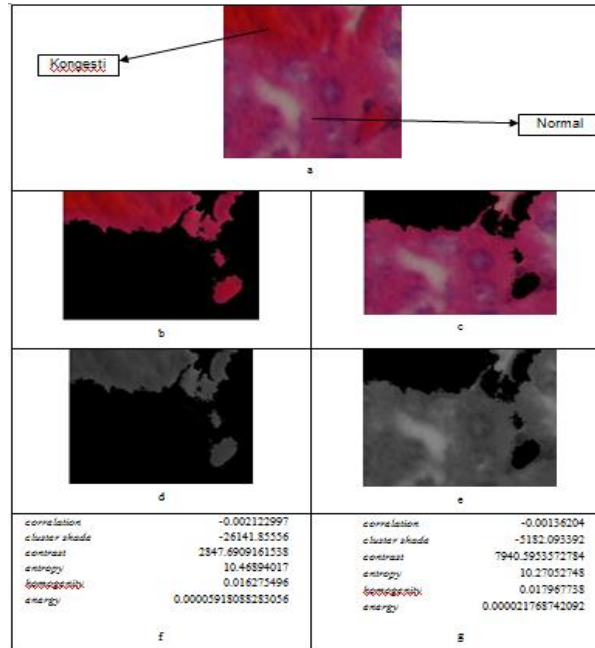 Kongesti
Normal
a
b
c
d
e
correlation -0.002122997
cluster shade -26141.85556
contrast 2847.6909161538
entropy 10.46894017
homogenity 0.016275496
energy 0.00005918088283056
f
correlation -0.00136204
cluster shade -5182.093392
contrast 7940.5953572784
entropy 10.27052748
homogenity 0.017967738
energy 0.000021768742092
g